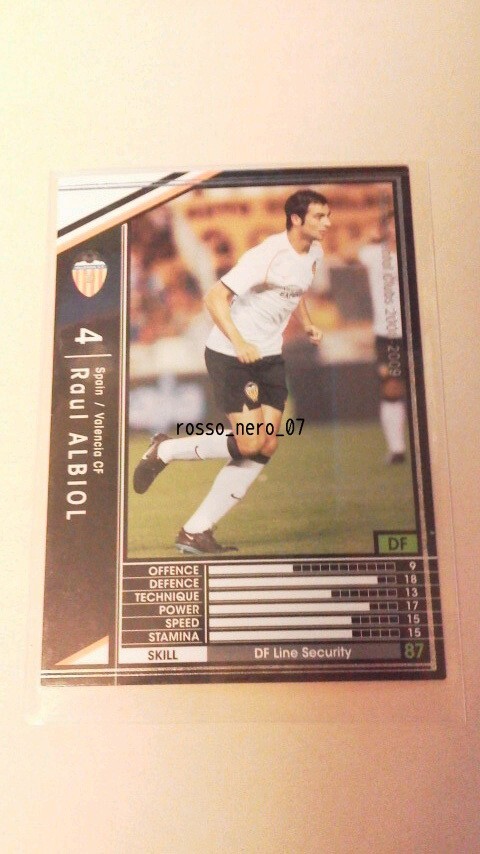 4
Spain / Valencia CF
Raul ALBIOL
rosso_nero_07
DF
OFFENCE 9
DEFENCE 18
TECHNIQUE 13
POWER 17
SPEED 15
STAMINA 15
SKILL DF Line Security 87